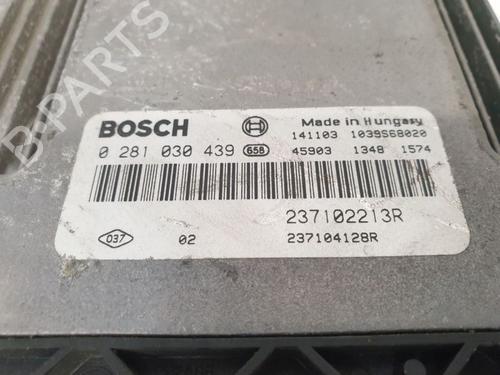 BOSCH
Made in Hungary
141103 1039S68020
0 281 030 439 658 45903 1348 1574
237102213R
037 02 237104128R
B-PARTS